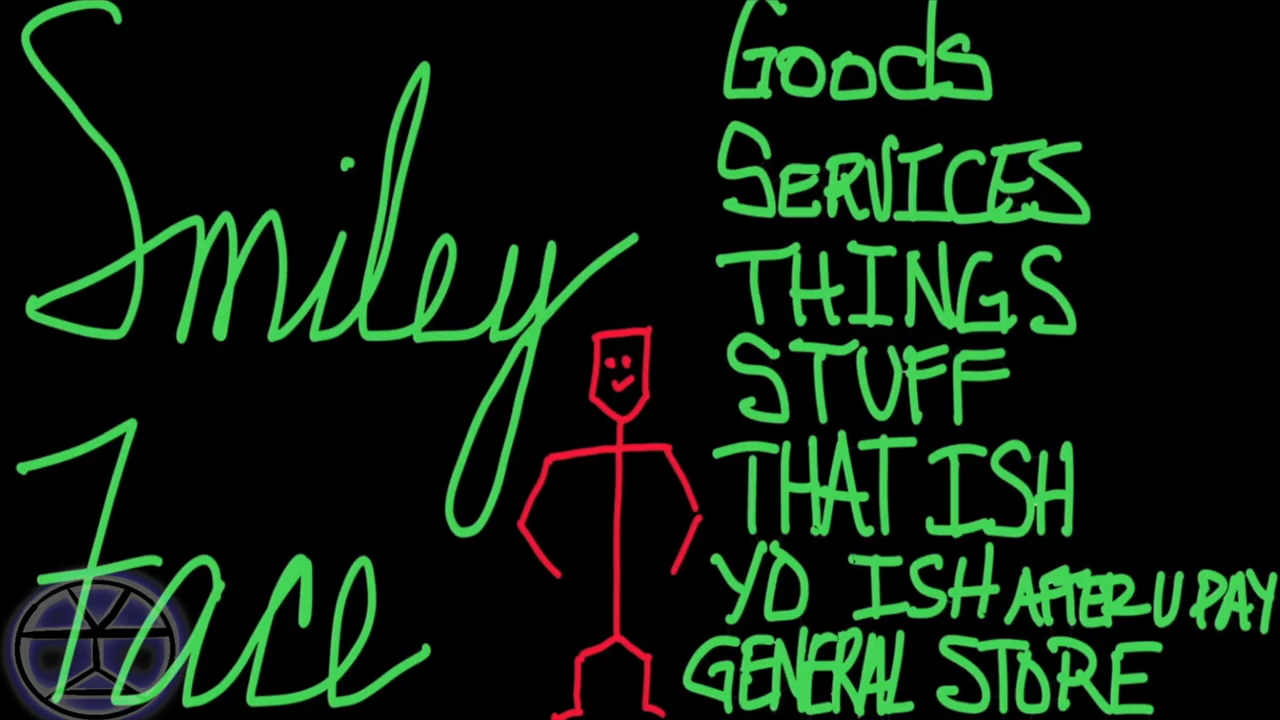 Smiley
Face
Goods
SERVICES
THINGS
STUFF
THAT ISH
YO ISH AFTER U PAY
GENERAL STORE